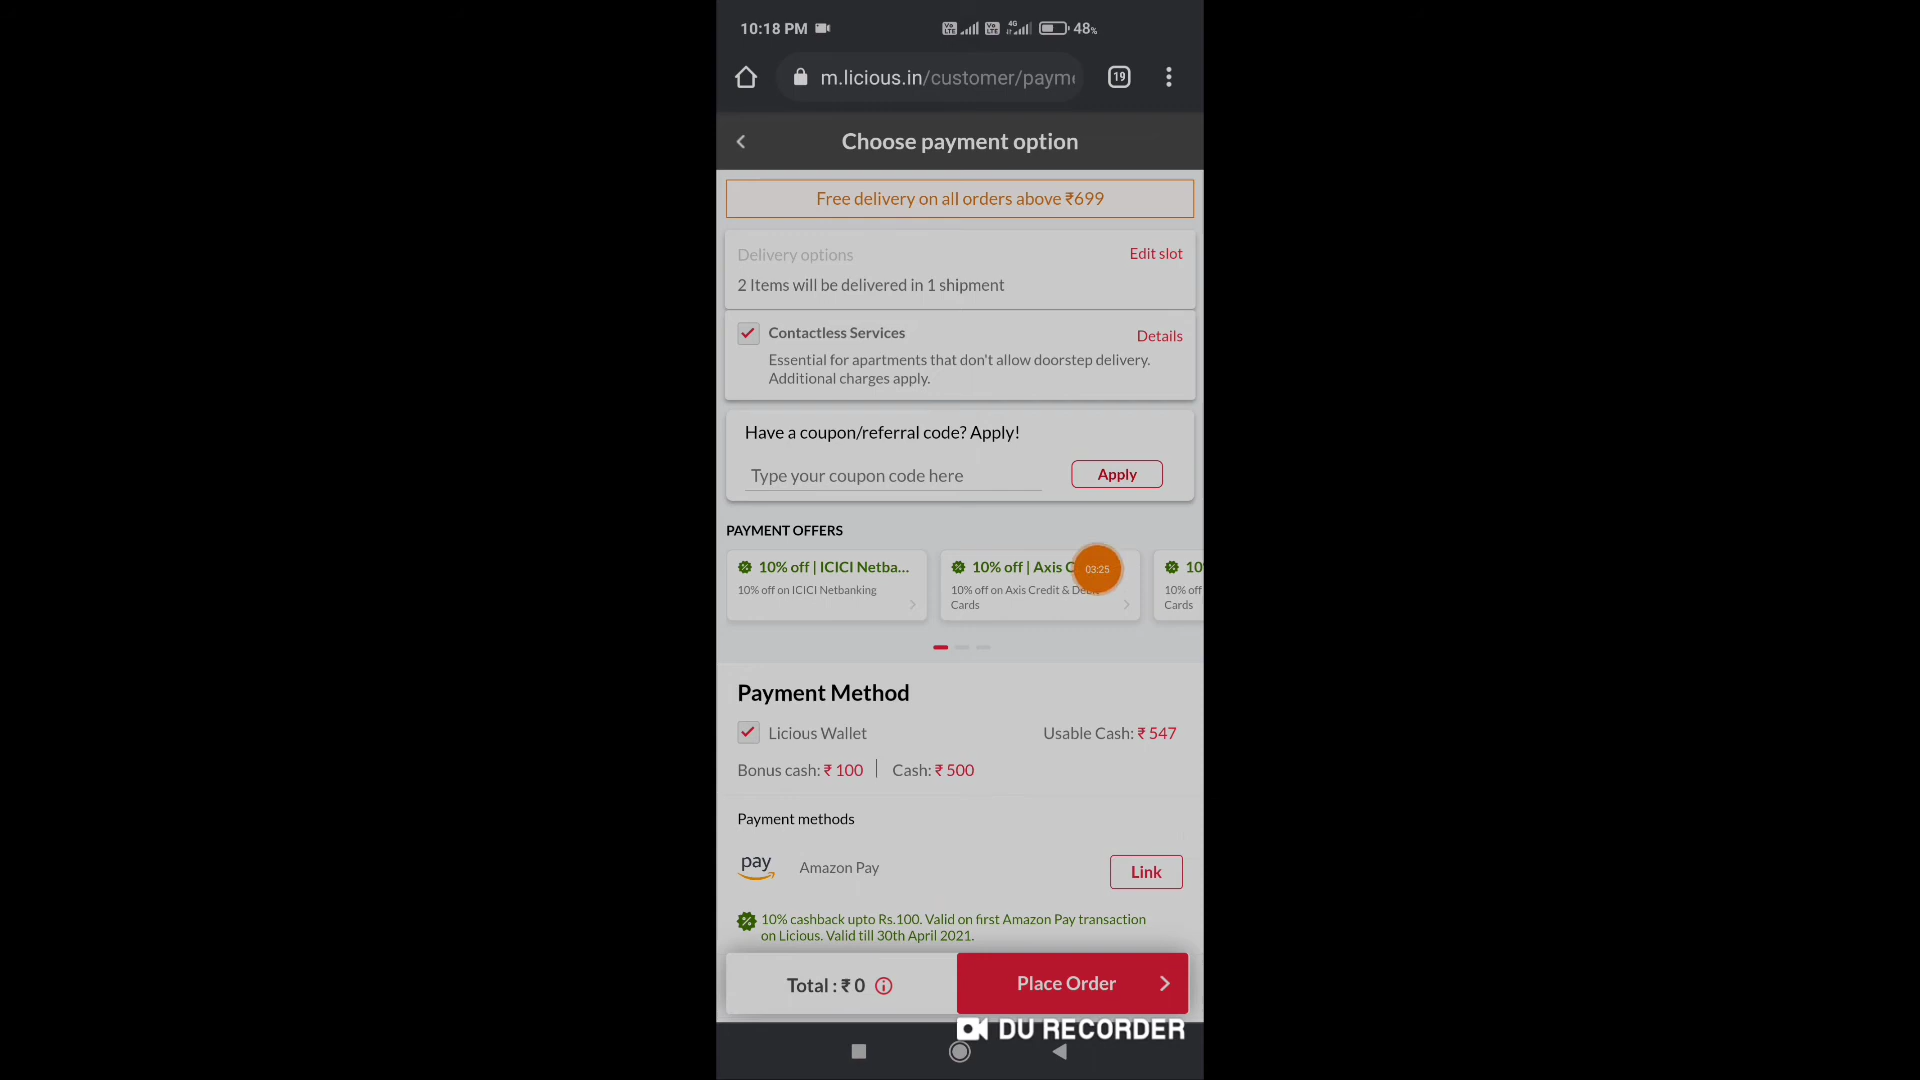 10:18 PM
Vo LTE
Vo LTE
4G
48%
m.licious.in/customer/payme
19
Choose payment option
Free delivery on all orders above ₹699
Delivery options
Edit slot
2 Items will be delivered in 1 shipment
Contactless Services
Details
Essential for apartments that don't allow doorstep delivery.
Additional charges apply.
Have a coupon/referral code? Apply!
Type your coupon code here
Apply
PAYMENT OFFERS
10% off | ICICI Netba...
10% off on ICICI Netbanking
10% off | Axis C
03:25
10% off on Axis Credit & Debit
Cards
10
10% off
Cards
Payment Method
Licious Wallet
Usable Cash: ₹ 547
Bonus cash: ₹ 100 | Cash: ₹ 500
Payment methods
pay
Amazon Pay
Link
10% cashback upto Rs.100. Valid on first Amazon Pay transaction
on Licious. Valid till 30th April 2021.
Total : ₹ 0
Place Order
DU RECORDER